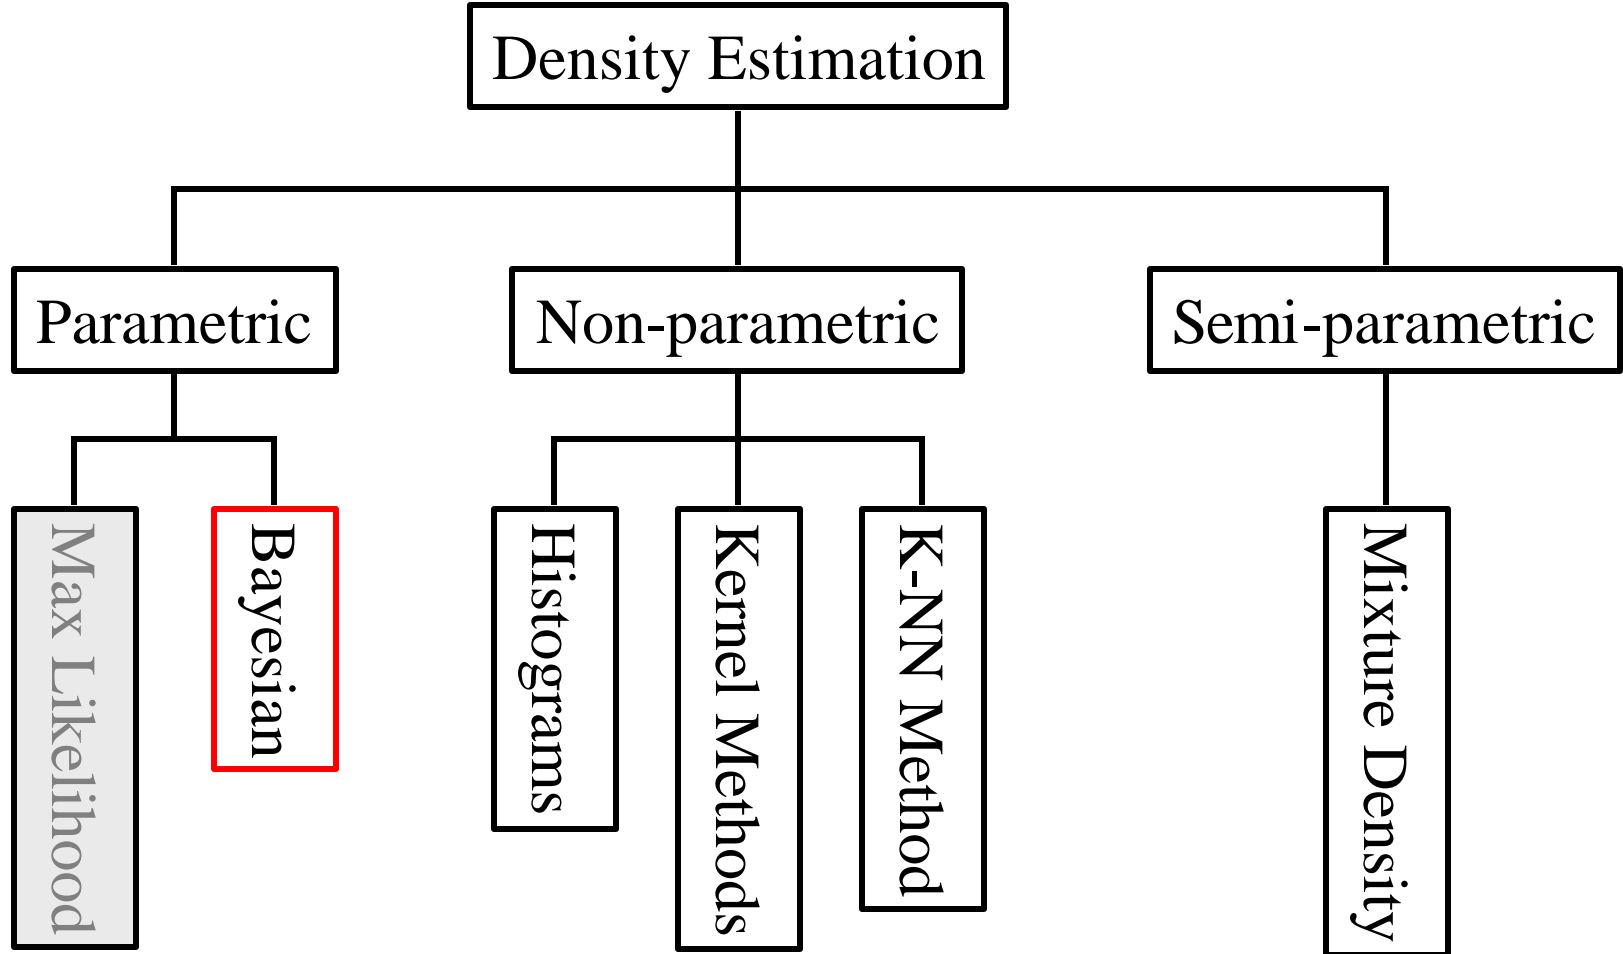 Density Estimation
Parametric
Non-parametric
Semi-parametric
Max Likelihood
Bayesian
Histograms
Kernel Methods
K-NN Method
Mixture Density